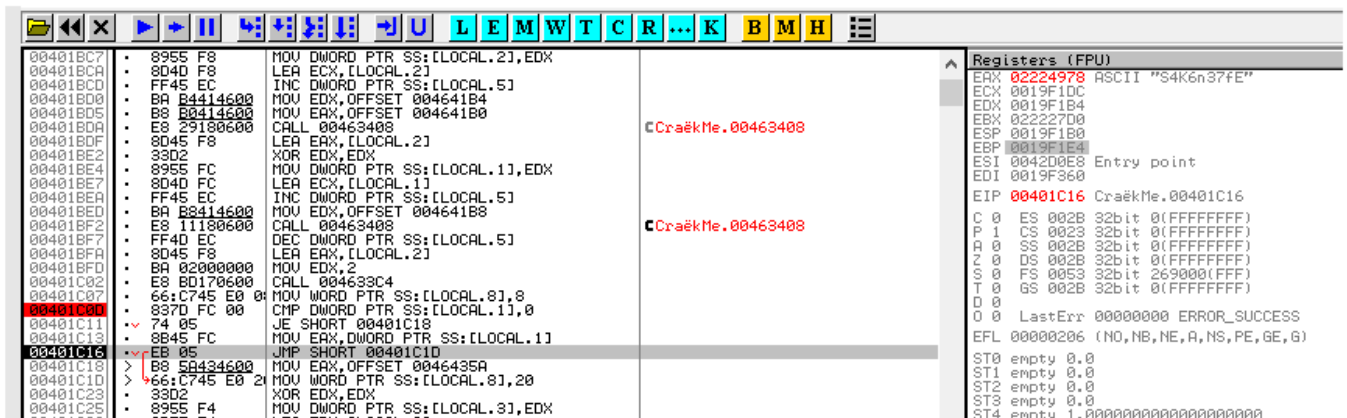 L E M W T C R ... K B M H
00401BC7 . 8955 F8 MOV DWORD PTR SS:[LOCAL.2],EDX
00401BCA . 8D4D F8 LEA ECX,[LOCAL.2]
00401BCD . FF45 EC INC DWORD PTR SS:[LOCAL.5]
00401BD0 . BA B4414600 MOV EDX,OFFSET 004641B4
00401BD5 . B8 B0414600 MOV EAX,OFFSET 004641B0
00401BDA . E8 29180600 CALL 00463408 CCraëkMe.00463408
00401BDF . 8D45 F8 LEA EAX,[LOCAL.2]
00401BE2 . 33D2 XOR EDX,EDX
00401BE4 . 8955 FC MOV DWORD PTR SS:[LOCAL.1],EDX
00401BE7 . 8D4D FC LEA ECX,[LOCAL.1]
00401BEA . FF45 EC INC DWORD PTR SS:[LOCAL.5]
00401BED . BA B8414600 MOV EDX,OFFSET 004641B8
00401BF2 . E8 11180600 CALL 00463408 CCraëkMe.00463408
00401BF7 . FF4D EC DEC DWORD PTR SS:[LOCAL.5]
00401BFA . 8D45 F8 LEA EAX,[LOCAL.2]
00401BFD . BA 02000000 MOV EDX,2
00401C02 . E8 BD170600 CALL 004633C4
00401C07 . 66:C745 E0 0 MOV WORD PTR SS:[LOCAL.8],8
00401C0D . 837D FC 00 CMP DWORD PTR SS:[LOCAL.1],0
00401C11 . 74 05 JE SHORT 00401C18
00401C13 . 8B45 FC MOV EAX,DWORD PTR SS:[LOCAL.1]
00401C16 . EB 05 JMP SHORT 00401C1D
00401C18 > B8 5A434600 MOV EAX,OFFSET 0046435A
00401C1D > 66:C745 E0 2 MOV WORD PTR SS:[LOCAL.8],20
00401C23 . 33D2 XOR EDX,EDX
00401C25 . 8955 F4 MOV DWORD PTR SS:[LOCAL.3],EDX
Registers (FPU)
EAX 02224978 ASCII "S4K6n37fE"
ECX 0019F1DC
EDX 0019F1B4
EBX 022227D0
ESP 0019F1B0
EBP 0019F1E4
ESI 0042D0E8 Entry point
EDI 0019F360
EIP 00401C16 CraëkMe.00401C16
C 0 ES 002B 32bit 0(FFFFFFFF)
P 1 CS 0023 32bit 0(FFFFFFFF)
A 0 SS 002B 32bit 0(FFFFFFFF)
Z 0 DS 002B 32bit 0(FFFFFFFF)
S 0 FS 0053 32bit 269000(FFF)
T 0 GS 002B 32bit 0(FFFFFFFF)
D 0
O 0 LastErr 00000000 ERROR_SUCCESS
EFL 00000206 (NO,NB,NE,A,NS,PE,GE,G)
ST0 empty 0.0
ST1 empty 0.0
ST2 empty 0.0
ST3 empty 0.0
ST4 empty 1.0000000000000000000